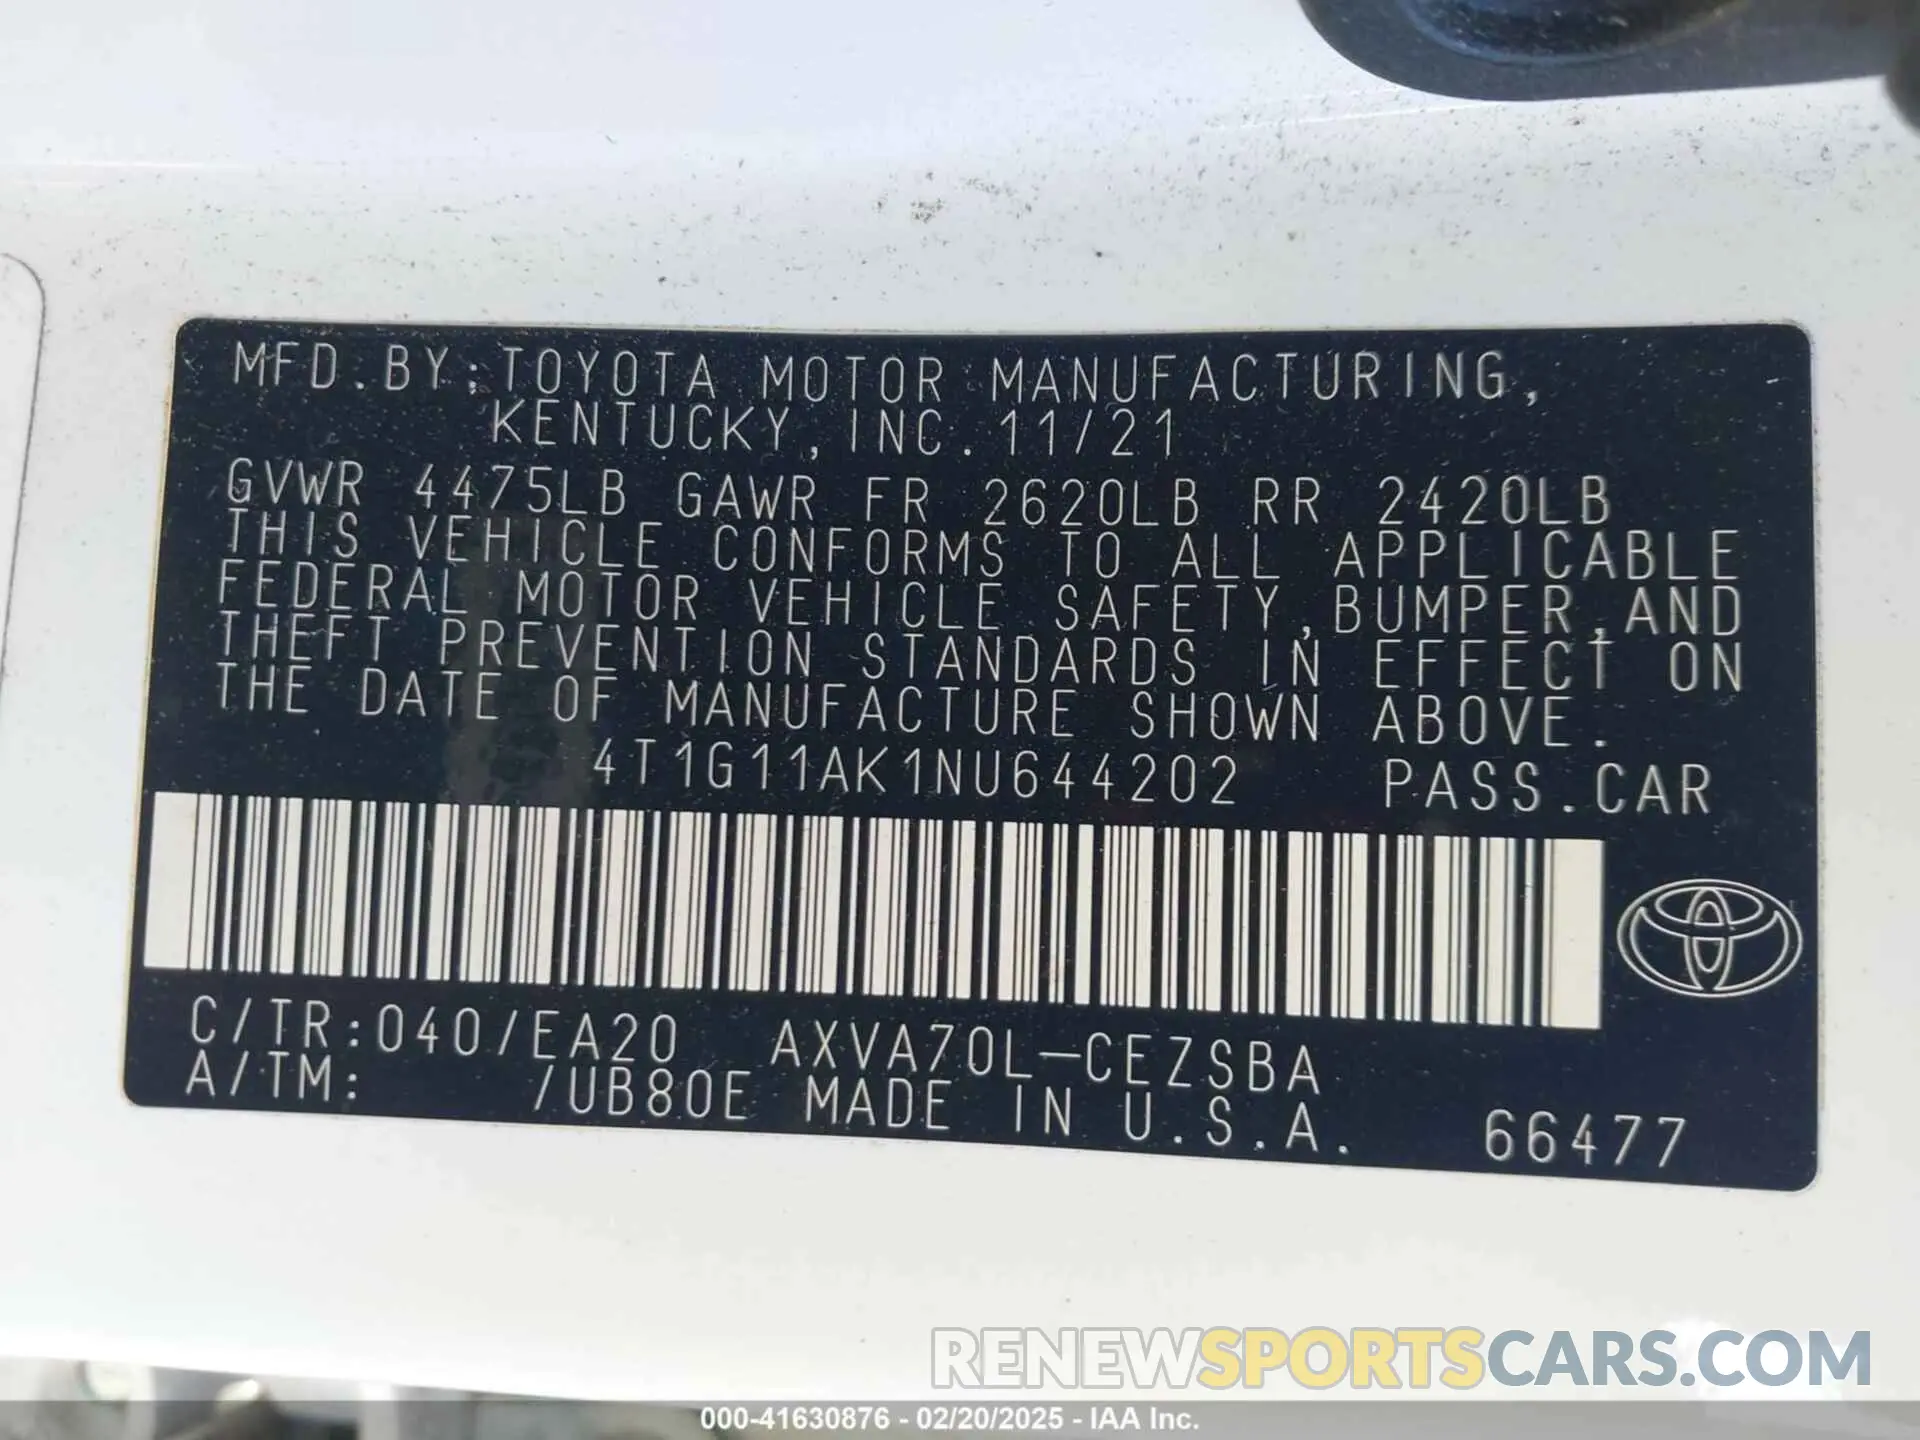 MFD.BY:TOYOTA MOTOR MANUFACTURING,
KENTUCKY,INC.11/21
GVWR 4475LB GAWR FR 2620LB RR 2420LB
THIS VEHICLE CONFORMS TO ALL APPLICABLE
FEDERAL MOTOR VEHICLE SAFETY,BUMPER,AND
THEFT PREVENTION STANDARDS IN EFFECT ON
THE DATE OF MANUFACTURE SHOWN ABOVE.
4T1G11AK1NU644202 PASS.CAR
C/TR:040/EA20 AXVA70L-CEZSBA
A/TM: /UB80E MADE IN U.S.A. 66477
RENEWSPORTSCARS.COM
000-41630876 - 02/20/2025 - IAA Inc.